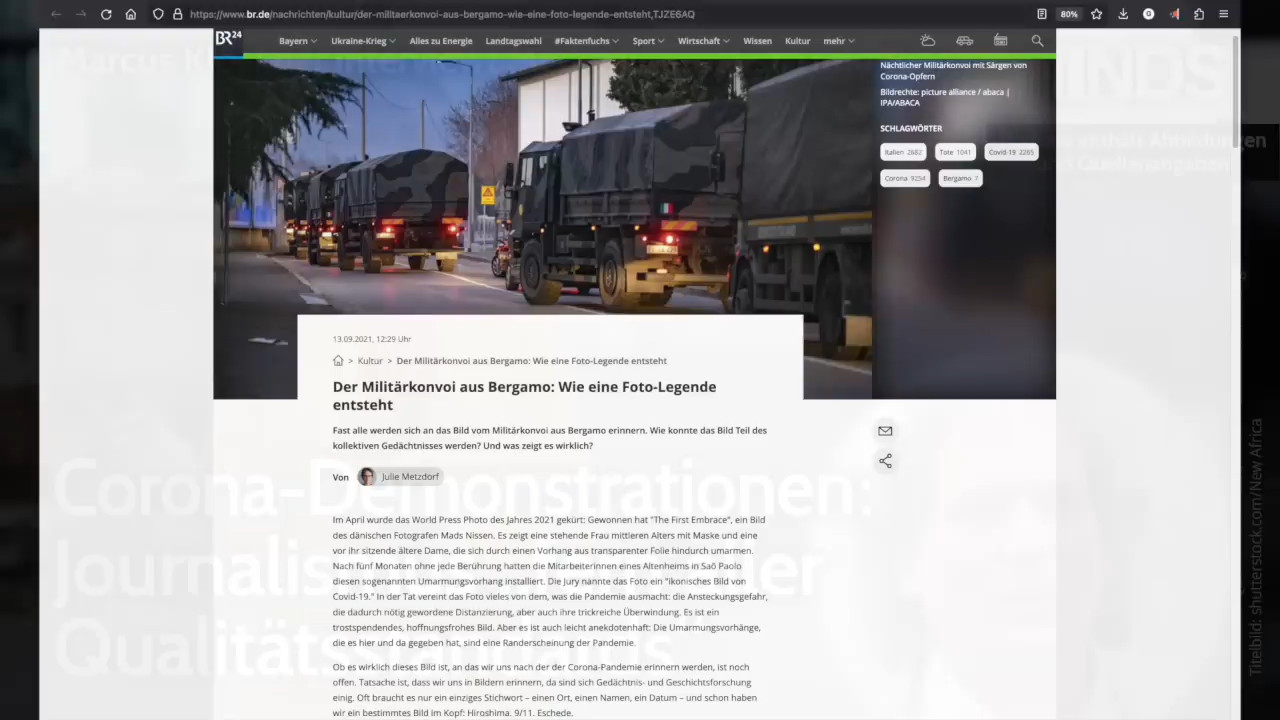 https://www.br.de/nachrichten/kultur/der-militaerkonvoi-aus-bergamo-wie-eine-foto-legende-entsteht,TJZE6AQ
80%
BR24
Bayern
Ukraine-Krieg
Alles zu Energie
Landtagswahl
#Faktenfuchs
Sport
Wirtschaft
Wissen
Kultur
mehr
Nächtlicher Militärkonvoi mit Särgen von
Corona-Opfern
Bildrechte: picture alliance / abaca |
IPA/ABACA
SCHLAGWÖRTER
Italien 2682
Tote 1041
Covid-19 2265
Corona 9254
Bergamo 7
13.09.2021, 12:29 Uhr
> Kultur > Der Militärkonvoi aus Bergamo: Wie eine Foto-Legende entsteht
Der Militärkonvoi aus Bergamo: Wie eine Foto-Legende
entsteht
Fast alle werden sich an das Bild vom Militärkonvoi aus Bergamo erinnern. Wie konnte das Bild Teil des
kollektiven Gedächtnisses werden? Und was zeigt es wirklich?
Von Julie Metzdorf
Im April wurde das World Press Photo des Jahres 2021 gekürt: Gewonnen hat "The First Embrace", ein Bild
des dänischen Fotografen Mads Nissen. Es zeigt eine stehende Frau mittleren Alters mit Maske und eine
vor ihr sitzende ältere Dame, die sich durch einen Vorhang aus transparenter Folie hindurch umarmen.
Nach fünf Monaten ohne jede Berührung hatten die Mitarbeiterinnen eines Altenheims in Saõ Paolo
diesen sogenannten Umarmungsvorhang installiert. Die Jury nannte das Foto ein "ikonisches Bild von
Covid-19." In der Tat vereint das Foto vieles von dem, was die Pandemie ausmacht: die Ansteckungsgefahr,
die dadurch nötig gewordene Distanzierung, aber auch ihre trickreiche Überwindung. Es ist ein
trostspendendes, hoffnungsfrohes Bild. Aber es ist auch leicht anekdotenhaft: Die Umarmungsvorhänge,
die es hier und da gegeben hat, sind eine Randerscheinung der Pandemie.
Ob es wirklich dieses Bild ist, an das wir uns nach der der Corona-Pandemie erinnern werden, ist noch
offen. Tatsache ist, dass wir uns in Bildern erinnern, da sind sich Gedächtnis- und Geschichtsforschung
einig. Oft braucht es nur ein einziges Stichwort – einen Ort, einen Namen, ein Datum – und schon haben
wir ein bestimmtes Bild im Kopf: Hiroshima. 9/11. Eschede.
Marcus
enthält Abbildungen
Quellenangaben
Corona-Demonstrationen:
Titelbild: shutterstock.com/New Africa